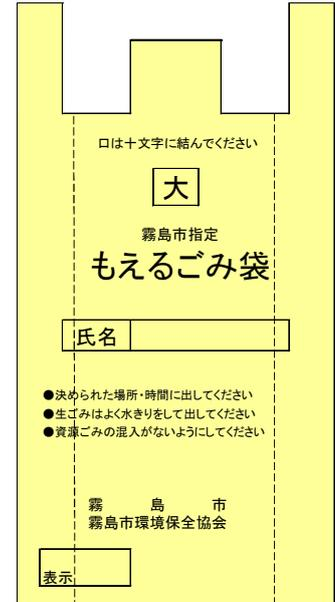 口は十文字に結んでください
大
霧島市指定
もえるごみ袋
氏名
●決められた場所・時間に出してください
●生ごみはよく水きりをして出してください
●資源ごみの混入がないようにしてください
霧　島　市
霧島市環境保全協会
表示